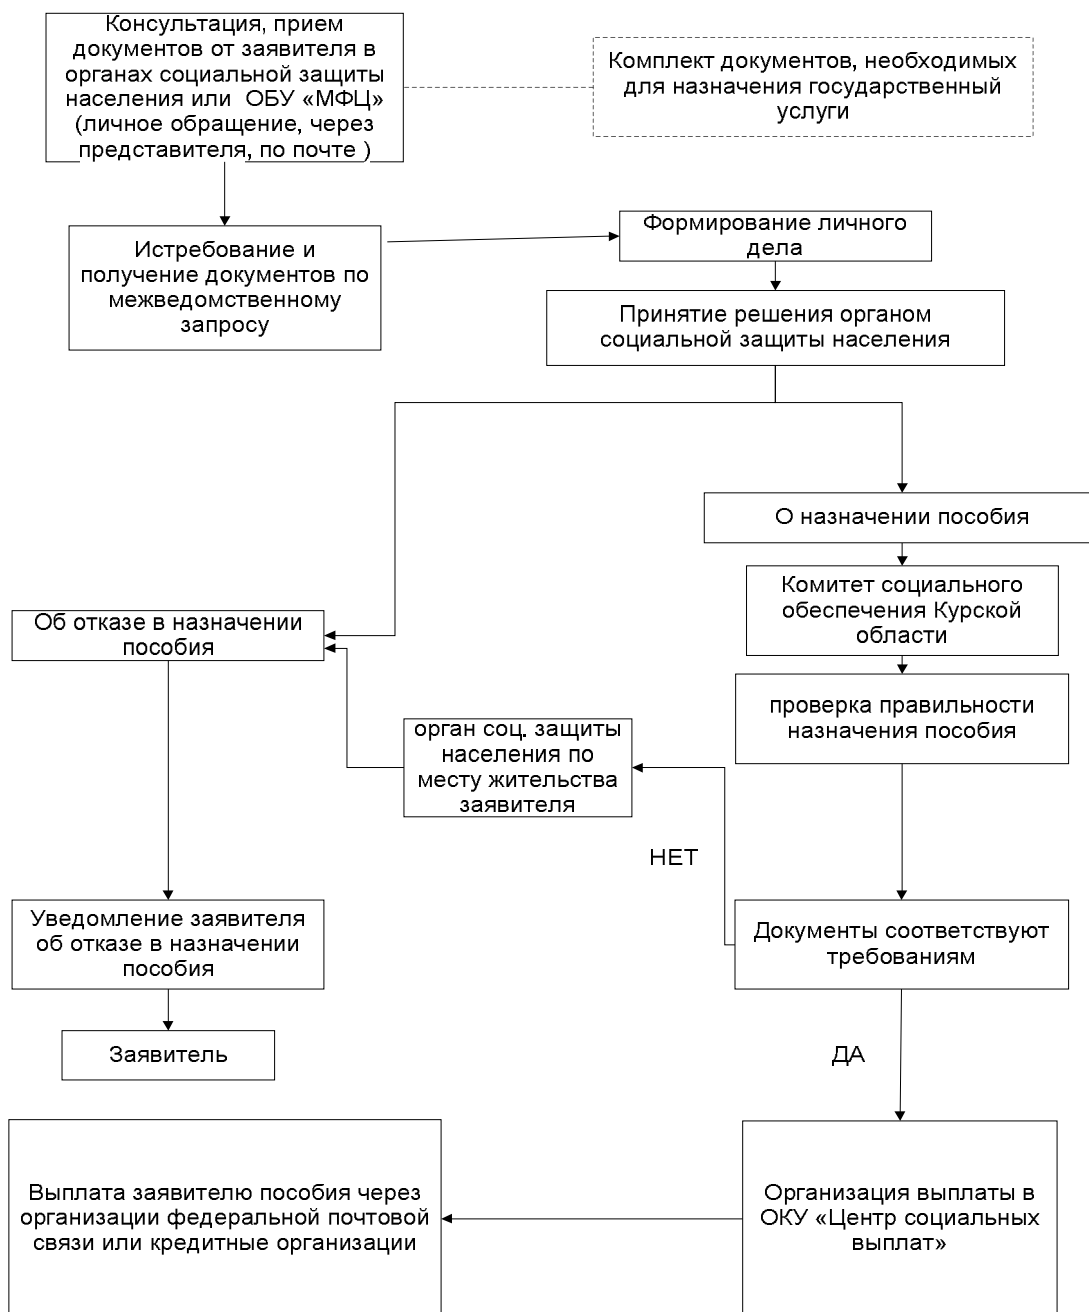 Консультация, прием
документов от заявителя в
органах социальной защиты
населения или ОБУ «МФЦ»
(личное обращение, через
представителя, по почте )
Комплект документов, необходимых
для назначения государственный
услуги
Истребование и
получение документов по
межведомственному
запросу
Формирование личного
дела
Принятие решения органом
социальной защиты населения
О назначении пособия
Комитет социального
обеспечения Курской
области
Об отказе в назначении
пособия
проверка правильности
назначения пособия
орган соц. защиты
населения по
месту жительства
заявителя
НЕТ
Уведомление заявителя
об отказе в назначении
пособия
Документы соответствуют
требованиям
Заявитель
ДА
Выплата заявителю пособия через
организации федеральной почтовой
связи или кредитные организации
Организация выплаты в
ОКУ «Центр социальных
выплат»